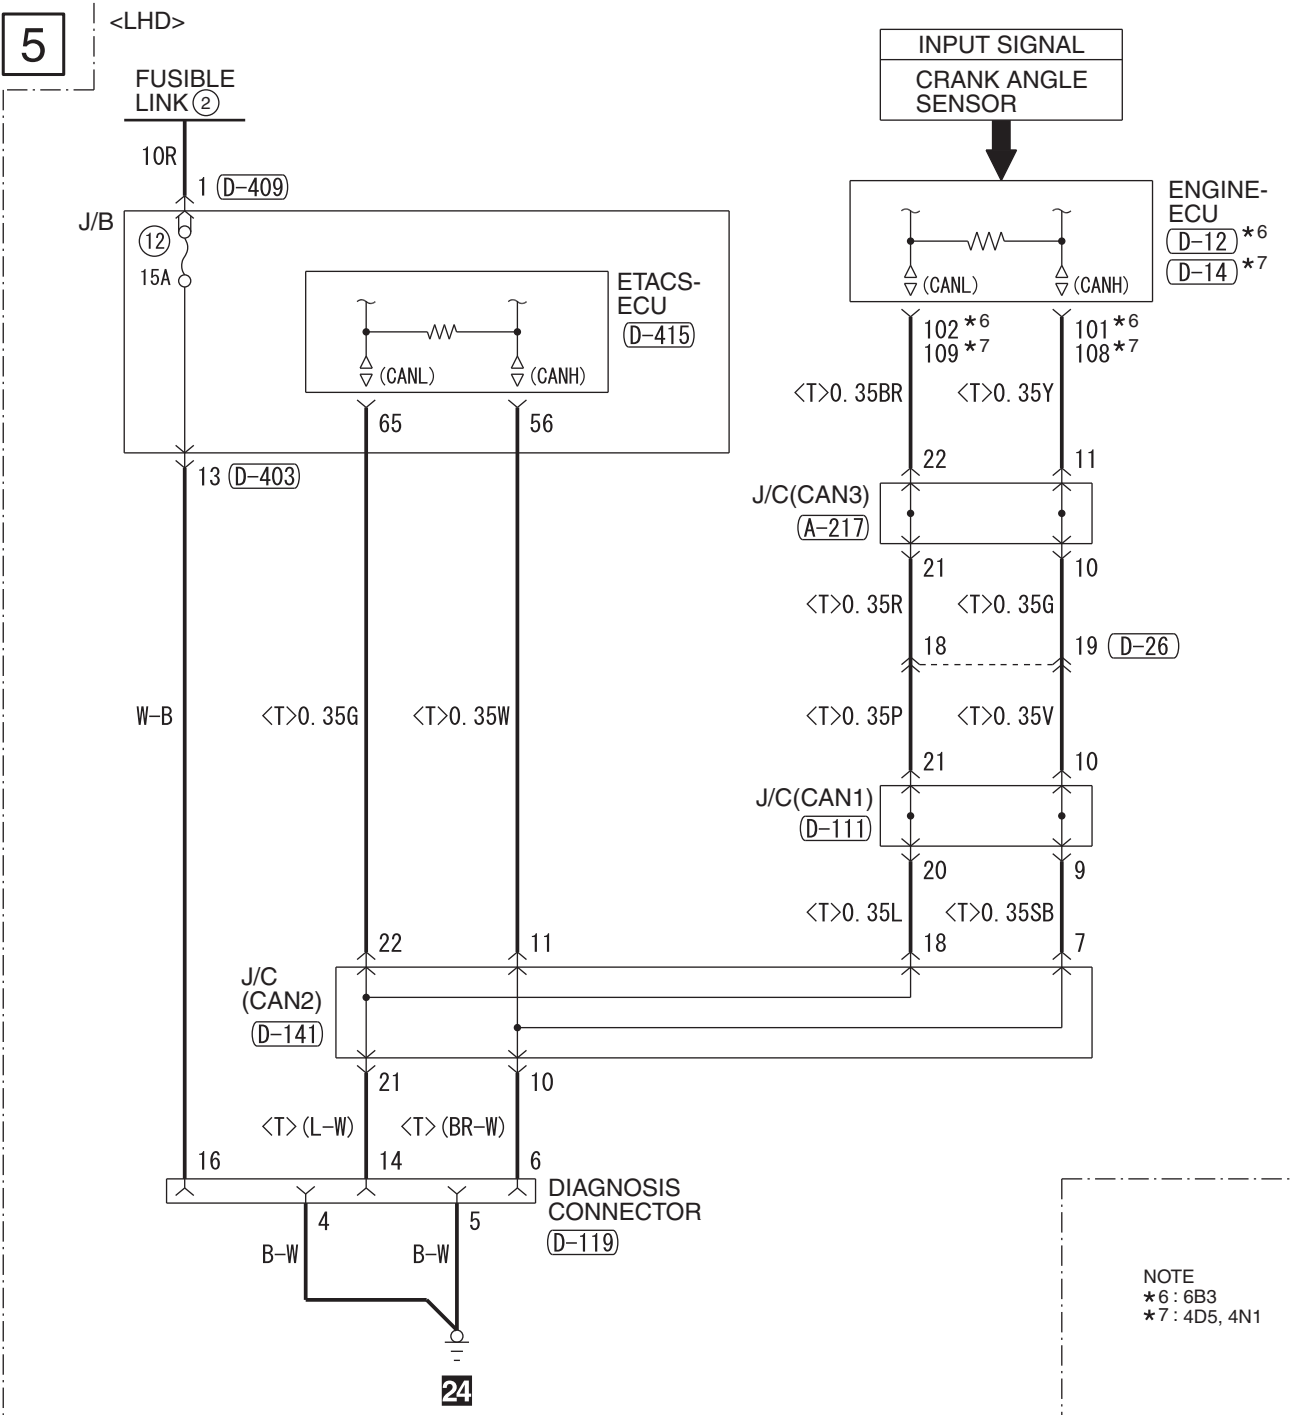 5
<LHD>
FUSIBLE
LINK②
10R
1 D-409
J/B
⑫
15A
ETACS-
ECU
D-415
(CANL)
(CANH)
65
56
13 D-403
INPUT SIGNAL
CRANK ANGLE
SENSOR
ENGINE-
ECU
D-12 *6
D-14 *7
(CANL)
(CANH)
102 *6
109 *7
101 *6
108 *7
<T>0. 35BR
<T>0. 35Y
22
11
J/C(CAN3)
A-217
21
10
<T>0. 35R
<T>0. 35G
18
19 D-26
W-B
<T>0. 35G
<T>0. 35W
<T>0. 35P
<T>0. 35V
21
10
J/C(CAN1)
D-111
20
9
<T>0. 35L
<T>0. 35SB
22
11
18
7
J/C
(CAN2)
D-141
21
10
<T>(L-W)
<T>(BR-W)
16
14
6
DIAGNOSIS
CONNECTOR
D-119
4
5
B-W
B-W
24
NOTE
*6 : 6B3
*7 : 4D5, 4N1